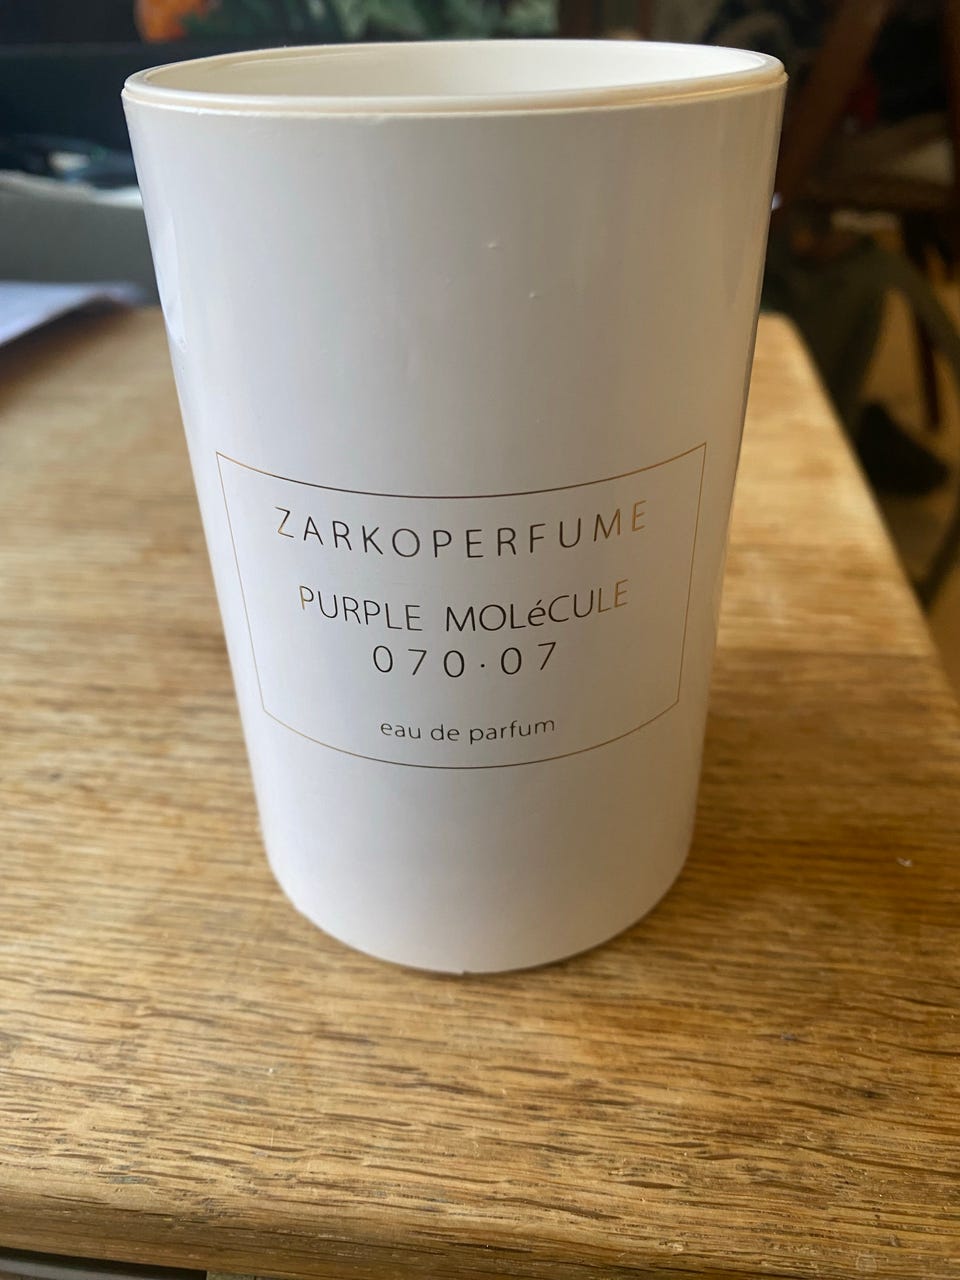 ZARKOPERFUME
PURPLE MOLéCULE
070·07
eau de parfum